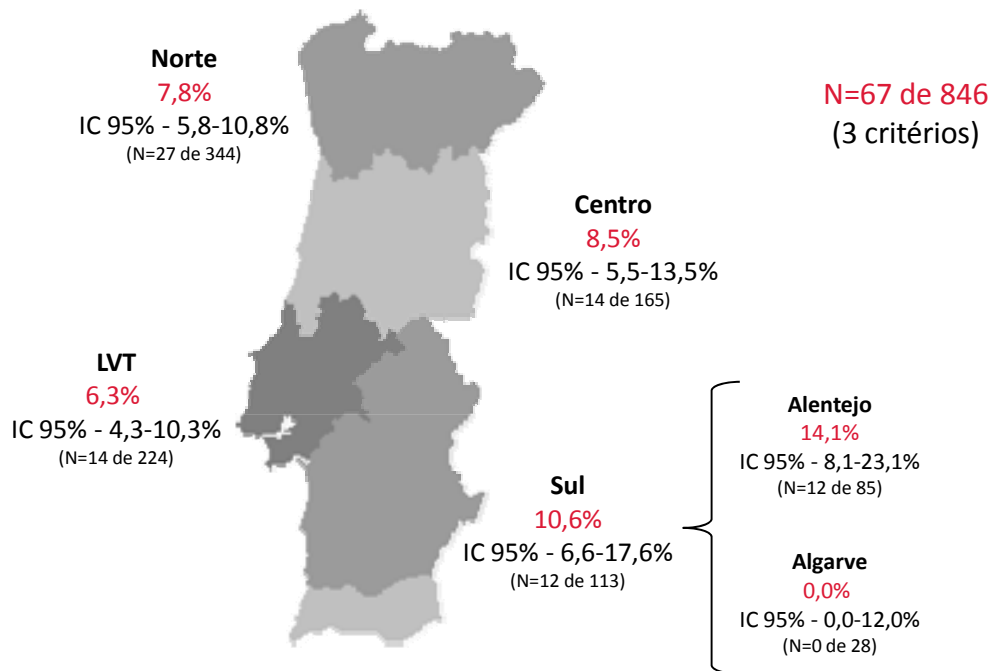 Norte
7,8%
IC 95% - 5,8-10,8%
(N=27 de 344)
N=67 de 846
(3 critérios)
Centro
8,5%
IC 95% - 5,5-13,5%
(N=14 de 165)
LVT
6,3%
IC 95% - 4,3-10,3%
(N=14 de 224)
Sul
10,6%
IC 95% - 6,6-17,6%
(N=12 de 113)
Alentejo
14,1%
IC 95% - 8,1-23,1%
(N=12 de 85)
Algarve
0,0%
IC 95% - 0,0-12,0%
(N=0 de 28)